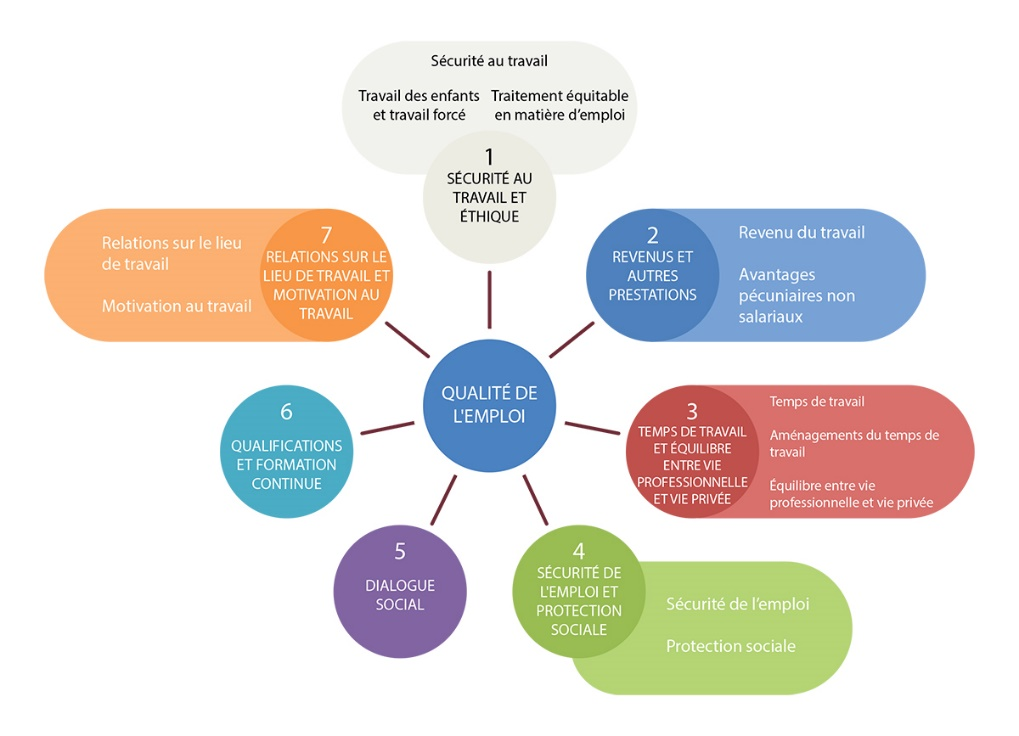 Sécurité au travail
Travail des enfants
et travail forcé
Traitement équitable
en matière d'emploi
1
SÉCURITÉ AU
TRAVAIL ET
ÉTHIQUE
2
REVENUS ET
AUTRES
PRESTATIONS
Revenu du travail
Avantages
pécuniaires non
salariaux
3
TEMPS DE TRAVAIL
ET ÉQUILIBRE
ENTRE VIE
PROFESSIONNELLE
ET VIE PRIVÉE
Temps de travail
Aménagements du temps de
travail
Équilibre entre vie
professionnelle et vie privée
4
SÉCURITÉ DE
L'EMPLOI ET
PROTECTION
SOCIALE
Sécurité de l'emploi
Protection sociale
5
DIALOGUE
SOCIAL
6
QUALIFICATIONS
ET FORMATION
CONTINUE
7
RELATIONS SUR LE
LIEU DE TRAVAIL ET
MOTIVATION AU
TRAVAIL
Relations sur le lieu
de travail
Motivation au travail
QUALITÉ DE
L'EMPLOI